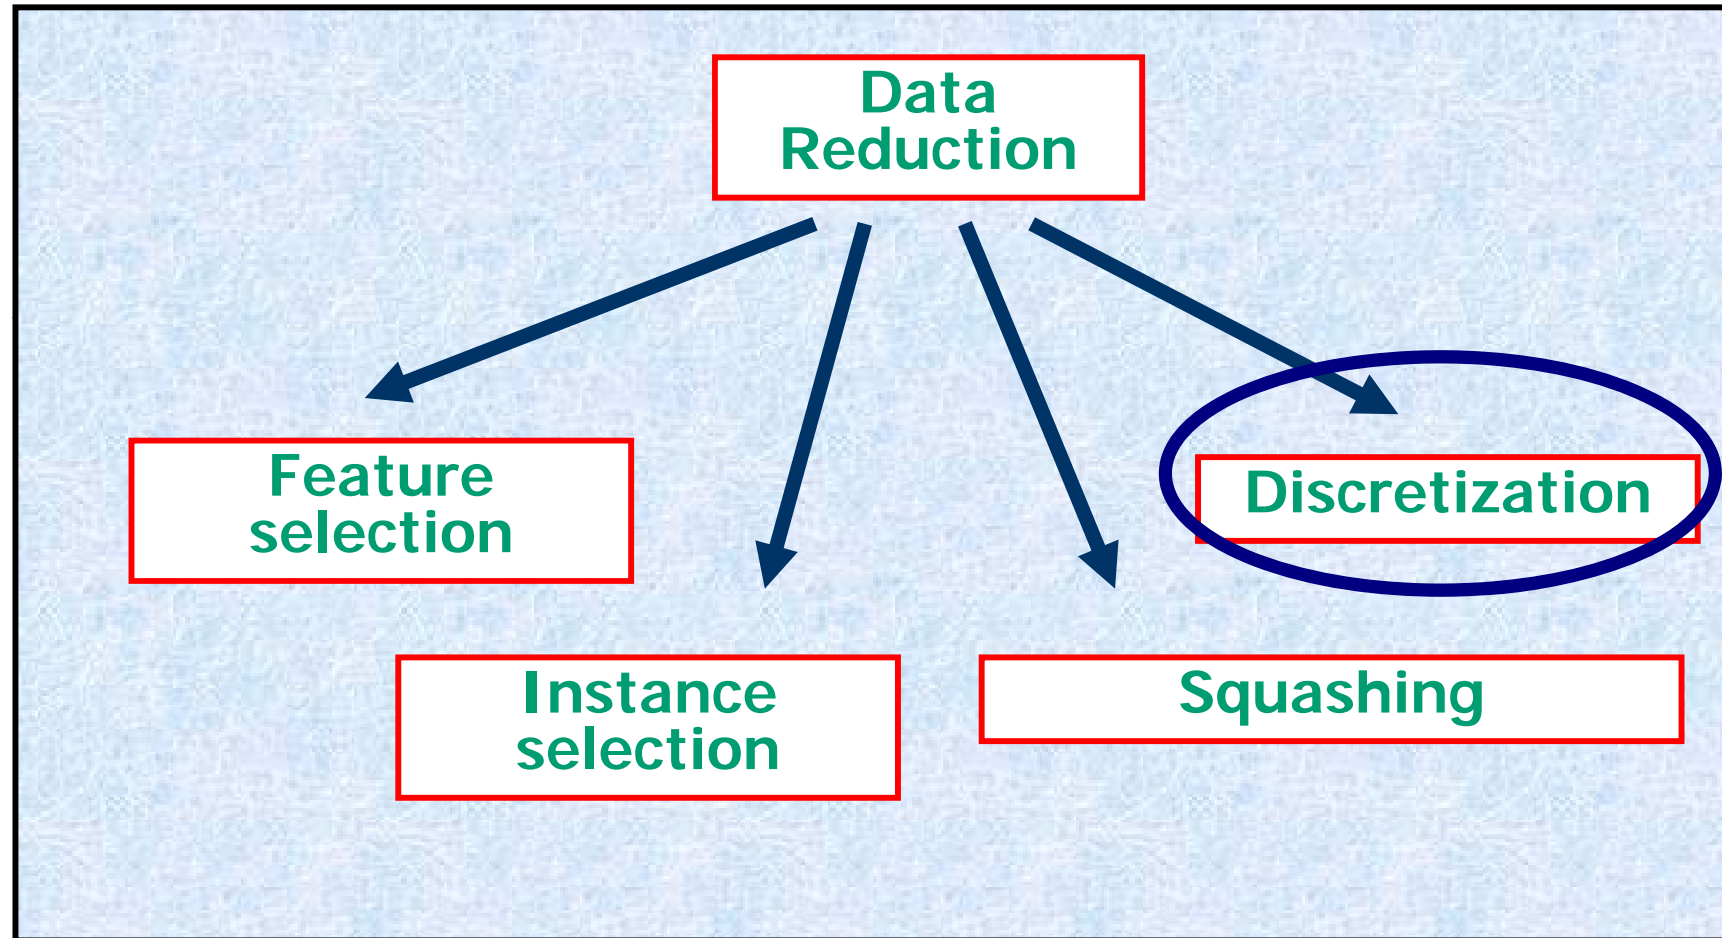 Data
Reduction
Feature
selection
Discretization
Instance
selection
Squashing